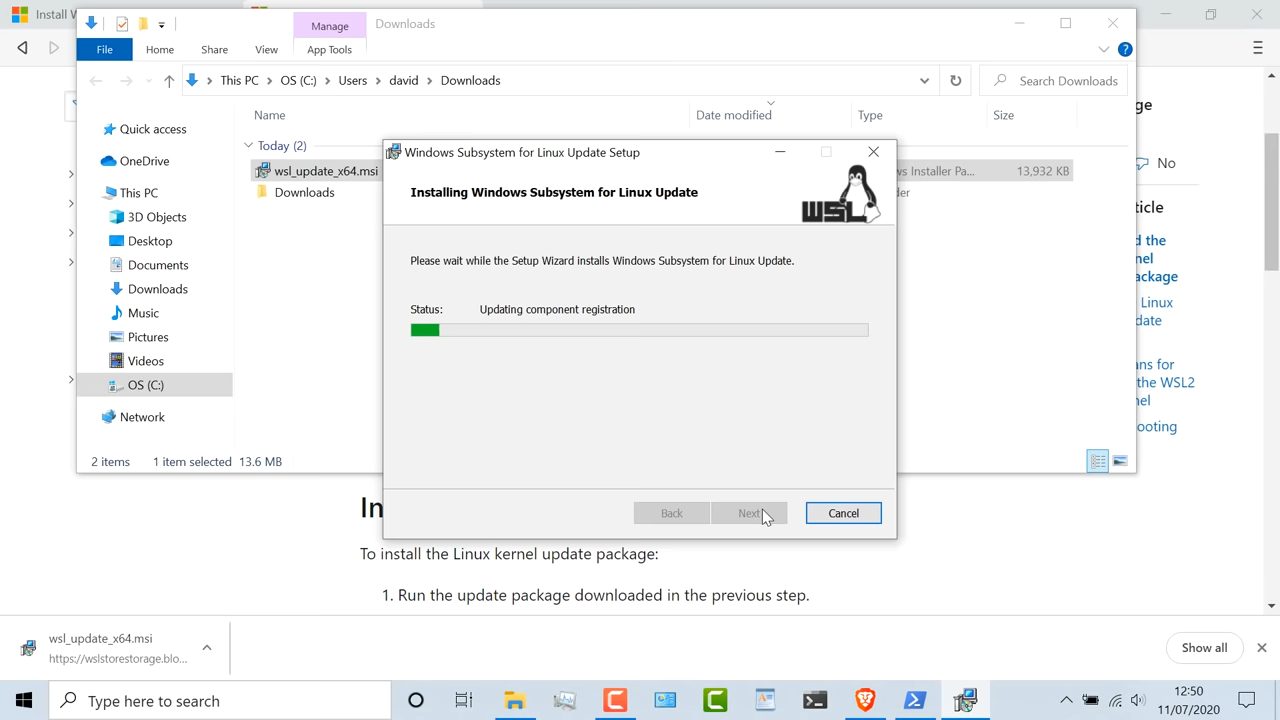 Install W
Manage
Downloads
File
Home
Share
View
App Tools
This PC
OS (C:)
Users
david
Downloads
Search Downloads
Name
Date modified
Type
Size
Quick access
OneDrive
This PC
3D Objects
Desktop
Documents
Downloads
Music
Pictures
Videos
OS (C:)
Network
Today (2)
wsl_update_x64.msi
ws Installer Pa...
13,932 KB
Downloads
der
2 items
1 item selected
13.6 MB
Windows Subsystem for Linux Update Setup
Installing Windows Subsystem for Linux Update
WSL
Please wait while the Setup Wizard installs Windows Subsystem for Linux Update.
Status:
Updating component registration
Back
Next
Cancel
ge
No
ticle
d the
nel
ackage
Linux
date
ans for
the WSL2
nel
ooting
In
To install the Linux kernel update package:
1. Run the update package downloaded in the previous step.
wsl_update_x64.msi
https://wslstorestorage.blo...
Show all
Type here to search
12:50
11/07/2020